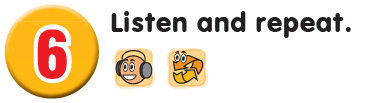 6 Listen and repeat.